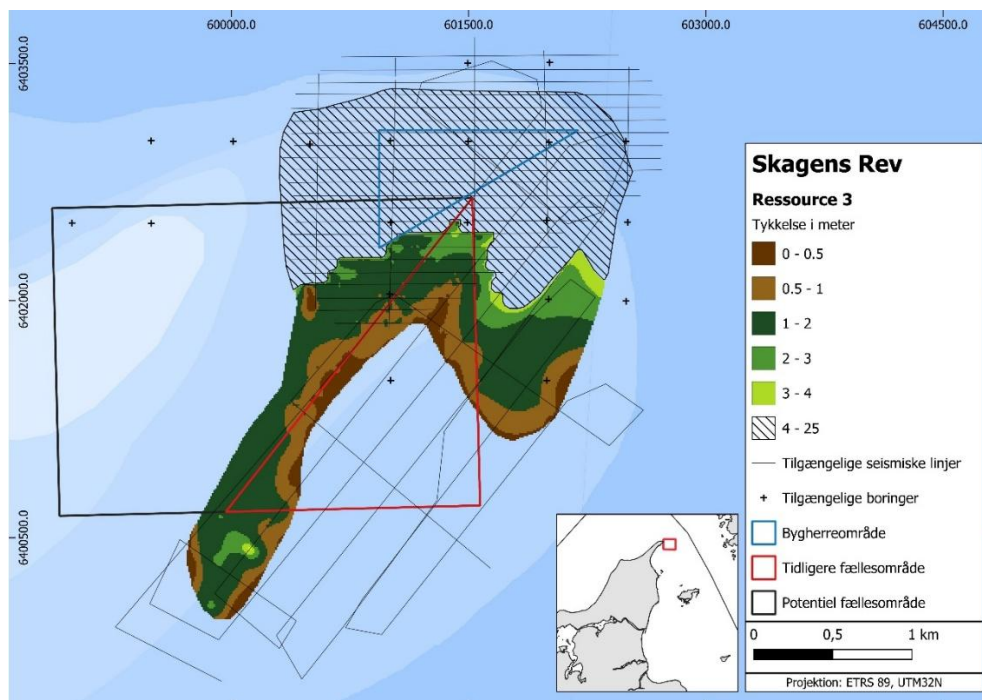 600000.0 601500.0 603000.0 604500.0
6403500.0
6402000.0
6400500.0
Skagens Rev
Ressource 3
Tykkelse i meter
0 - 0.5
0.5 - 1
1 - 2
2 - 3
3 - 4
4 - 25
Tilgængelige seismiske linjer
Tilgængelige boringer
Bygherreområde
Tidligere fællesområde
Potentiel fællesområde
0 0,5 1 km
Projektion: ETRS 89, UTM32N